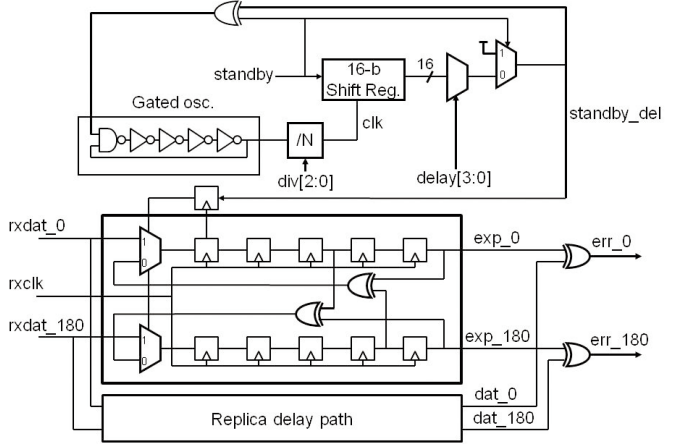 standby
16-b
Shift Reg.
16
1
0
Gated osc.
clk
standby_del
/N
div[2:0]
delay[3:0]
rxdat_0
1
0
exp_0
err_0
rxclk
rxdat_180
1
0
exp_180
err_180
dat_0
Replica delay path
dat_180